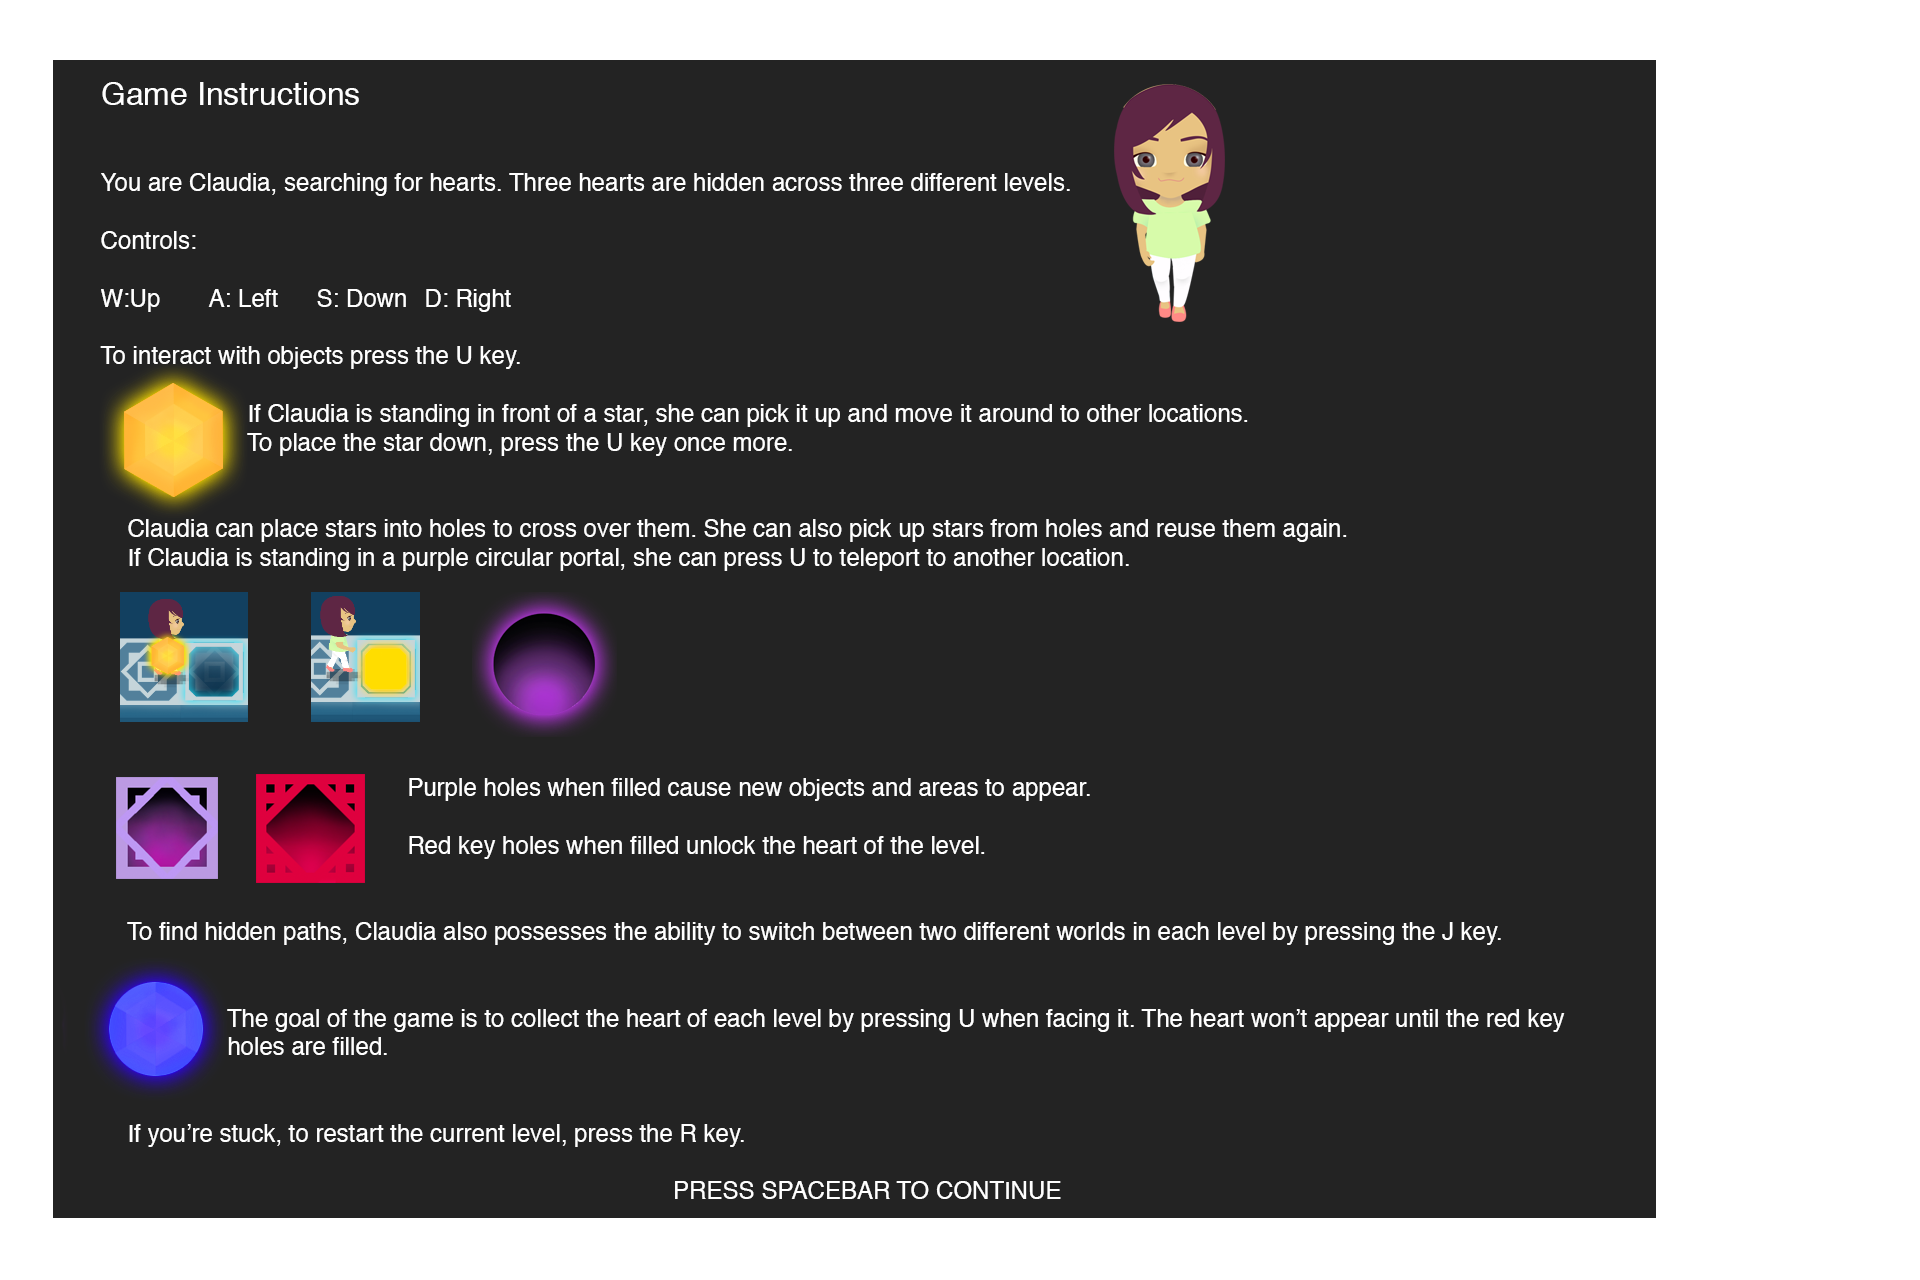 Game Instructions
You are Claudia, searching for hearts. Three hearts are hidden across three different levels.
Controls:
W:Up A: Left S: Down D: Right
To interact with objects press the U key.
If Claudia is standing in front of a star, she can pick it up and move it around to other locations.
To place the star down, press the U key once more.
Claudia can place stars into holes to cross over them. She can also pick up stars from holes and reuse them again.
If Claudia is standing in a purple circular portal, she can press U to teleport to another location.
Purple holes when filled cause new objects and areas to appear.
Red key holes when filled unlock the heart of the level.
To find hidden paths, Claudia also possesses the ability to switch between two different worlds in each level by pressing the J key.
The goal of the game is to collect the heart of each level by pressing U when facing it. The heart won’t appear until the red key
holes are filled.
If you’re stuck, to restart the current level, press the R key.
PRESS SPACEBAR TO CONTINUE